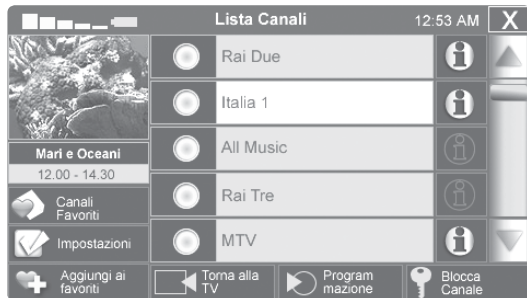 Lista Canali
12:53 AM
X
Rai Due
Italia 1
All Music
Rai Tre
MTV
Mari e Oceani
12.00 - 14.30
Canali
Favoriti
Impostazioni
Aggiungi ai
favoriti
Torna alla
TV
Program
mazione
Blocca
Canale